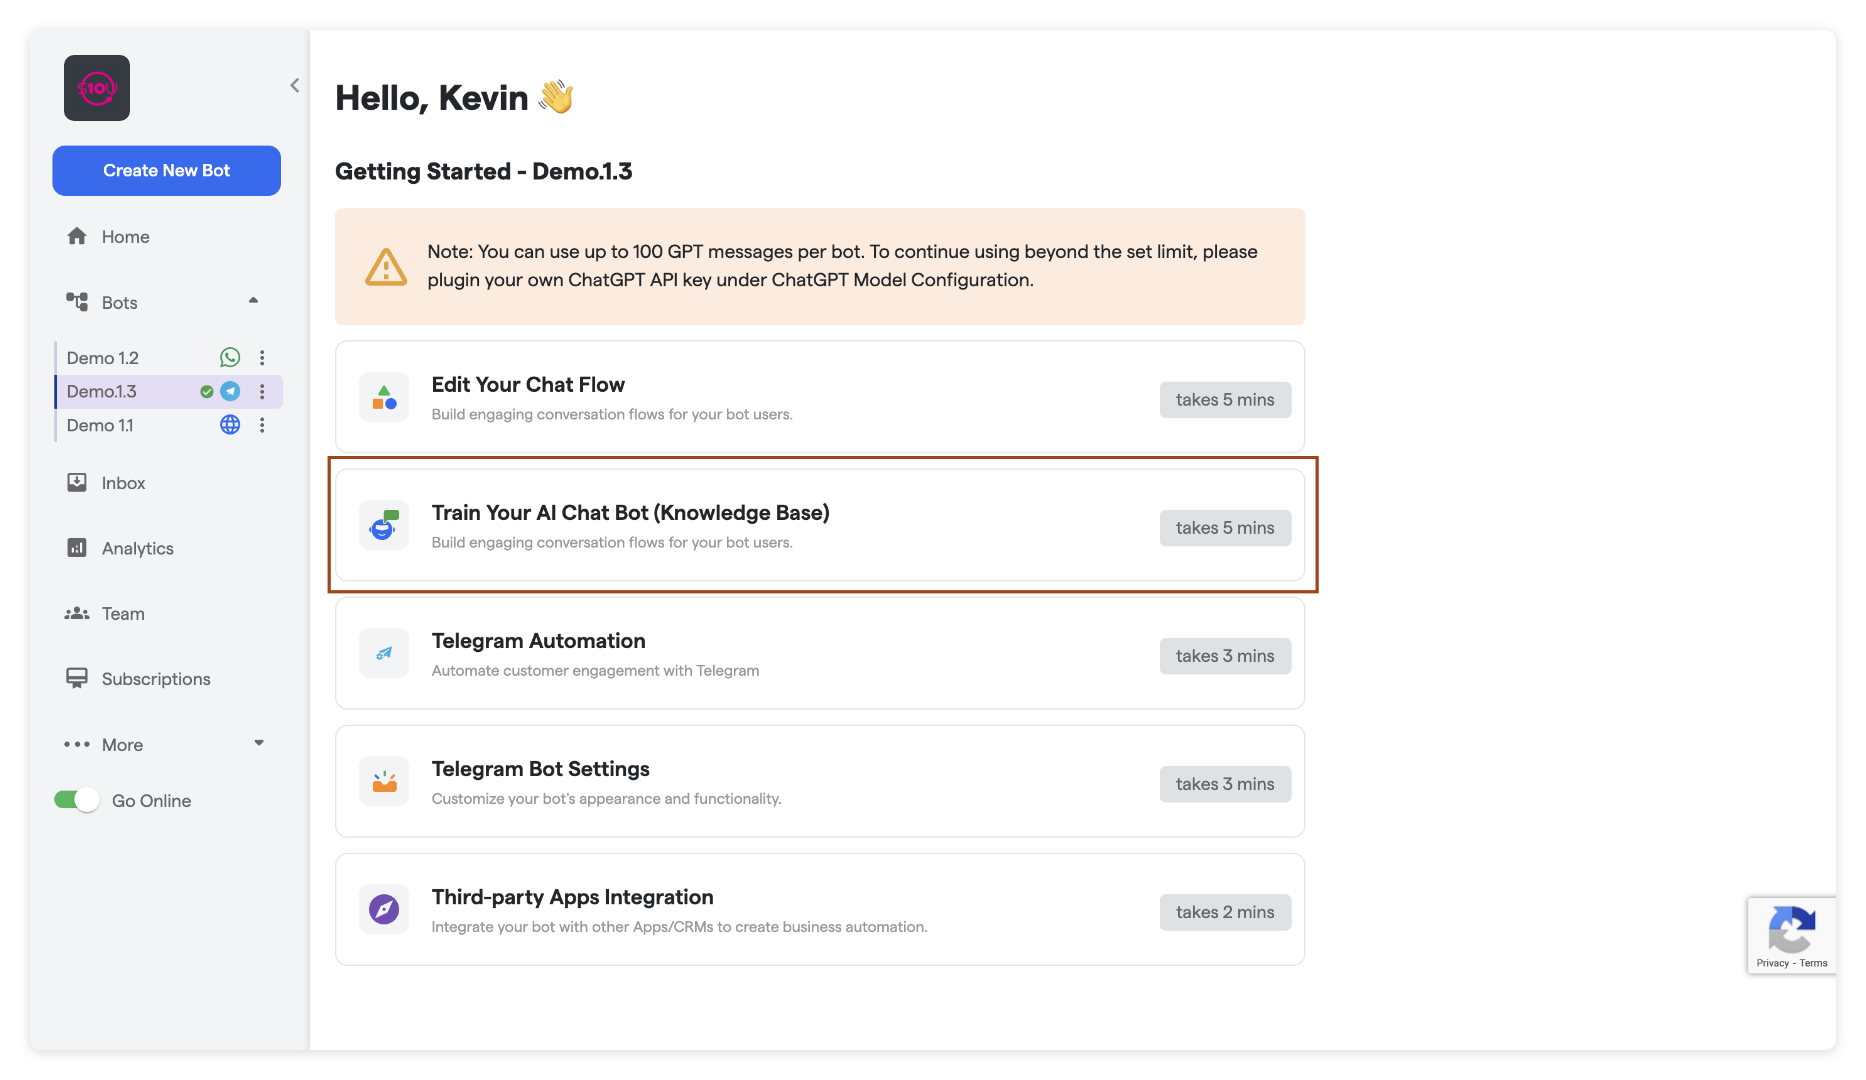 $10U
Create New Bot
Home
Bots
Demo 1.2
Demo.1.3
Demo 1.1
Inbox
Analytics
Team
Subscriptions
More
Go Online
Hello, Kevin 👋
Getting Started - Demo.1.3
Note: You can use up to 100 GPT messages per bot. To continue using beyond the set limit, please
plugin your own ChatGPT API key under ChatGPT Model Configuration.
Edit Your Chat Flow
Build engaging conversation flows for your bot users.
takes 5 mins
Train Your AI Chat Bot (Knowledge Base)
Build engaging conversation flows for your bot users.
takes 5 mins
Telegram Automation
Automate customer engagement with Telegram
takes 3 mins
Telegram Bot Settings
Customize your bot's appearance and functionality.
takes 3 mins
Third-party Apps Integration
Integrate your bot with other Apps/CRMs to create business automation.
takes 2 mins
Privacy - Terms